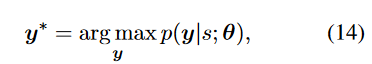 y* = arg max p(y|s; θ), (14)
y